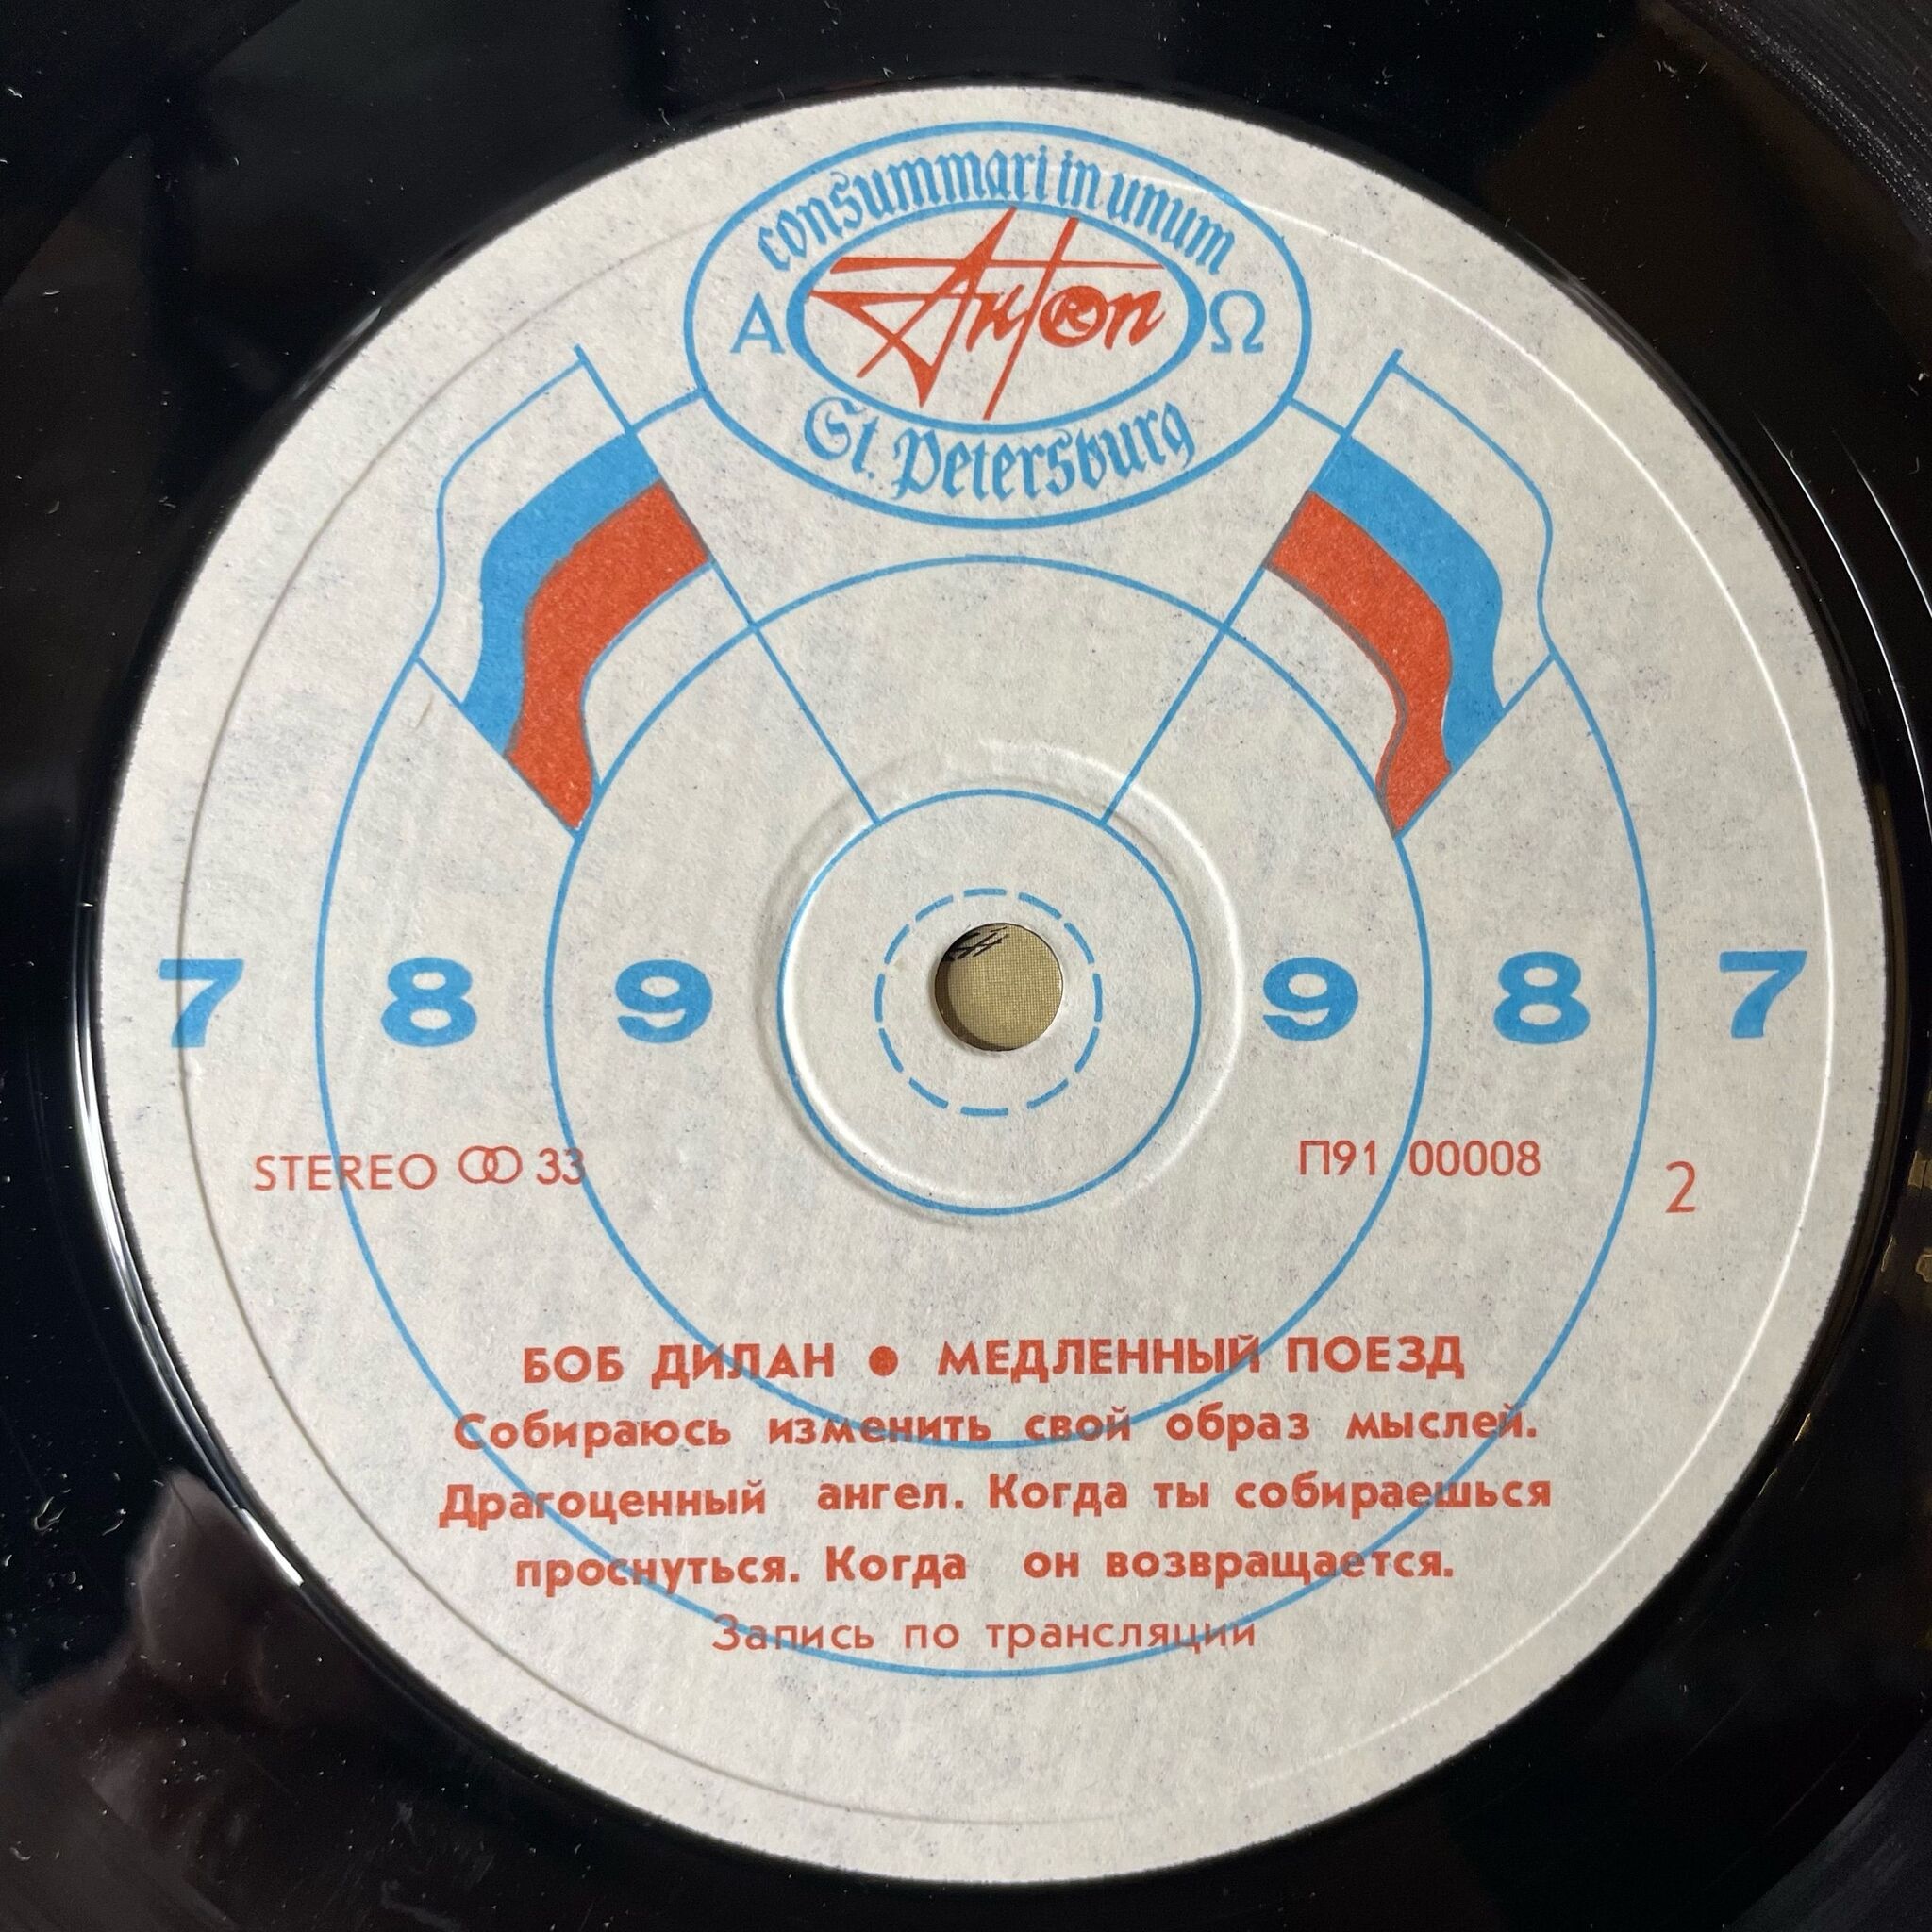 consummari in unum
Α Anton Ω
St. Petersburg
7 8 9 9 8 7
STEREO 33 П91 00008 2
БОБ ДИЛАН ● МЕДЛЕННЫЙ ПОЕЗД
Собираюсь изменить свой образ мыслей.
Драгоценный ангел. Когда ты собираешься
проснуться. Когда он возвращается.
Запись по трансляции